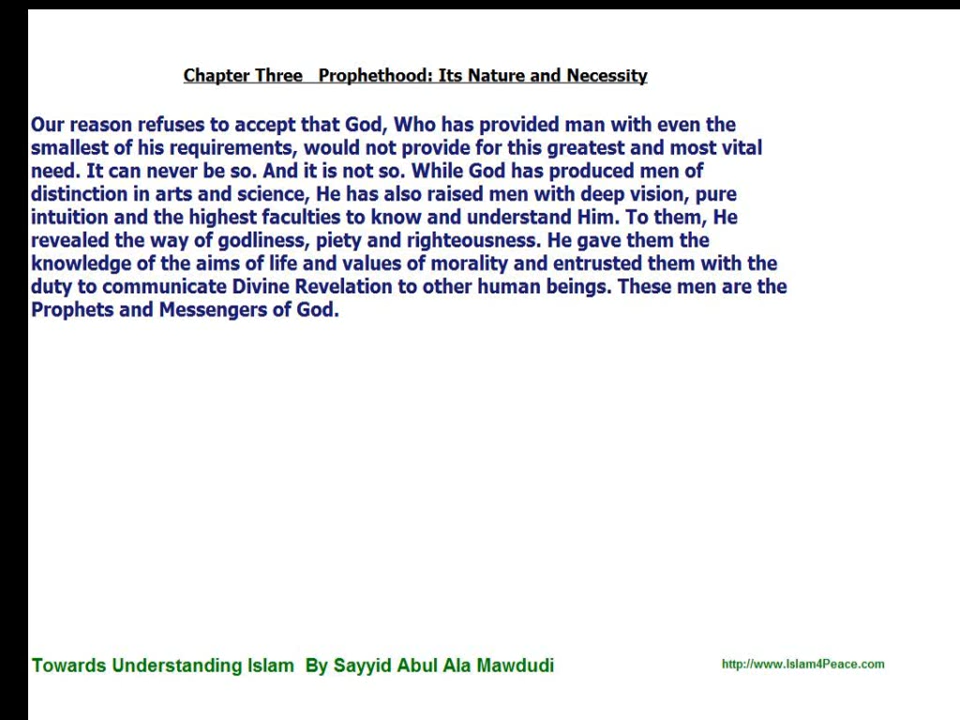 Chapter Three   Prophethood: Its Nature and Necessity
Our reason refuses to accept that God, Who has provided man with even the
smallest of his requirements, would not provide for this greatest and most vital
need. It can never be so. And it is not so. While God has produced men of
distinction in arts and science, He has also raised men with deep vision, pure
intuition and the highest faculties to know and understand Him. To them, He
revealed the way of godliness, piety and righteousness. He gave them the
knowledge of the aims of life and values of morality and entrusted them with the
duty to communicate Divine Revelation to other human beings. These men are the
Prophets and Messengers of God.
Towards Understanding Islam  By Sayyid Abul Ala Mawdudi
http://www.Islam4Peace.com